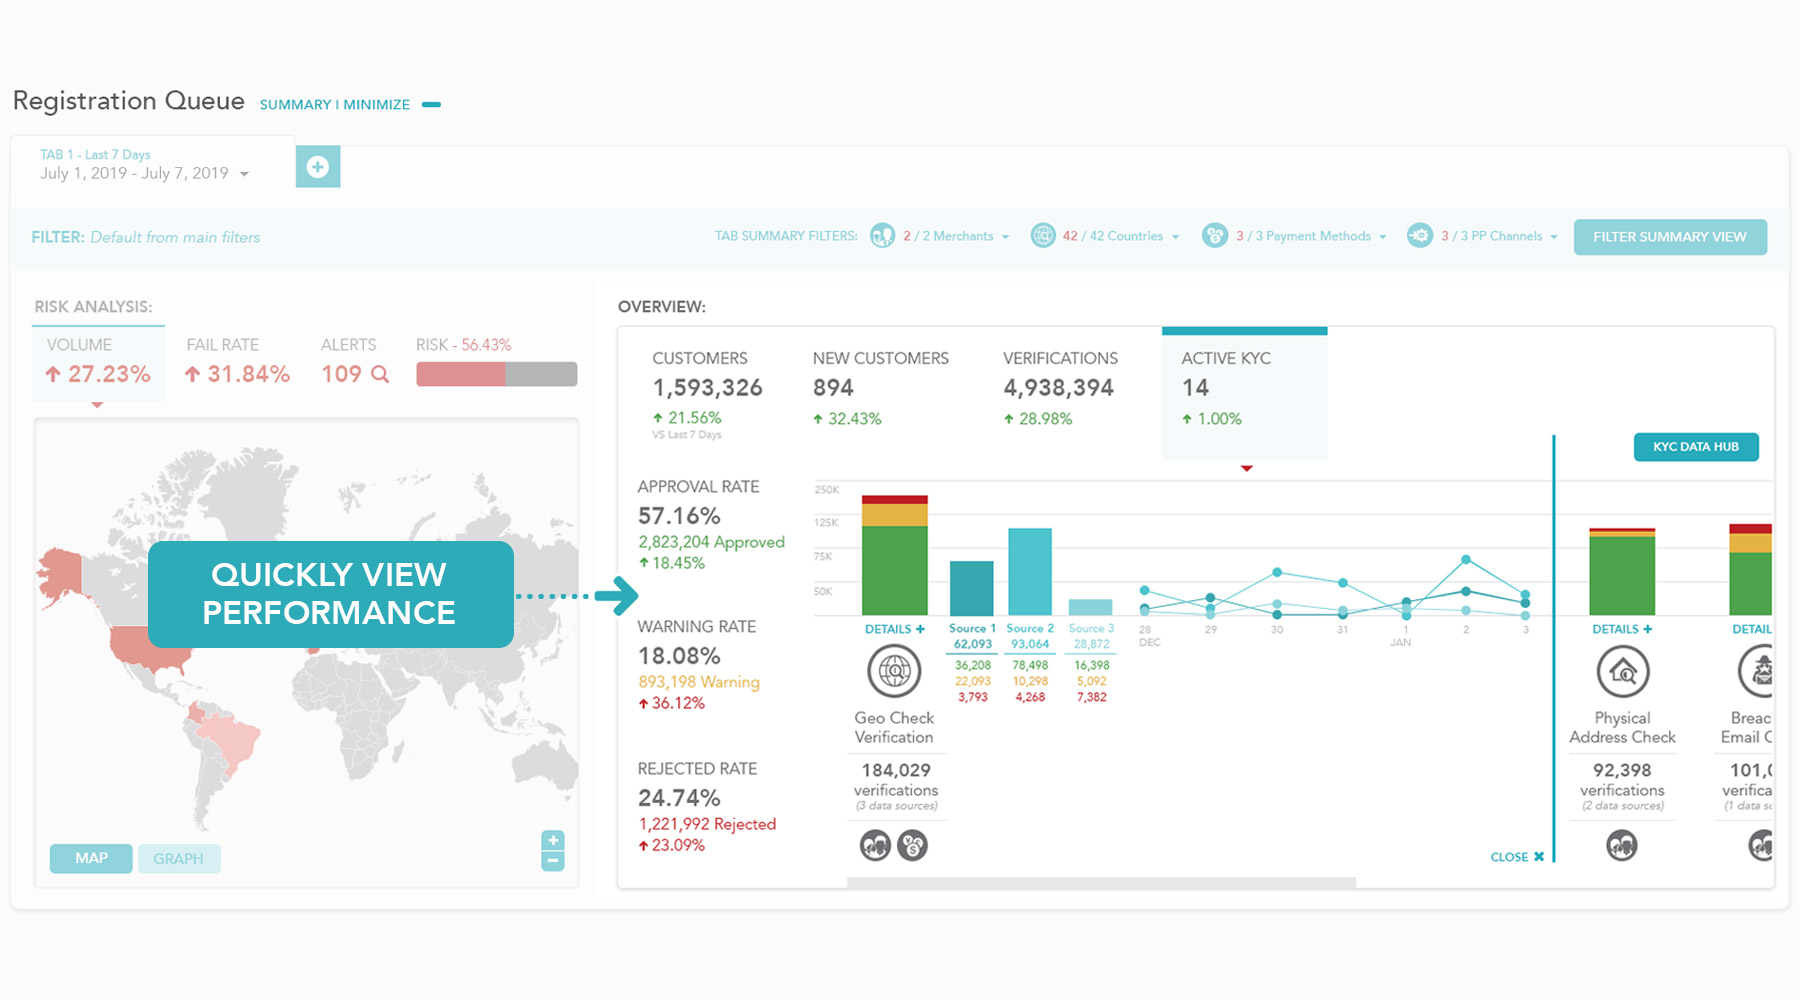 Registration Queue SUMMARY | MINIMIZE
TAB 1 - Last 7 Days
July 1, 2019 - July 7, 2019
FILTER: Default from main filters
TAB SUMMARY FILTERS: 2 / 2 Merchants 42 / 42 Countries 3 / 3 Payment Methods 3 / 3 PP Channels FILTER SUMMARY VIEW
RISK ANALYSIS:
VOLUME
27.23%
FAIL RATE
31.84%
ALERTS
109
RISK - 56.43%
QUICKLY VIEW
PERFORMANCE
MAP
GRAPH
+
−
OVERVIEW:
CUSTOMERS
1,593,326
21.56%
VS Last 7 Days
NEW CUSTOMERS
894
32.43%
VERIFICATIONS
4,938,394
28.98%
ACTIVE KYC
14
1.00%
KYC DATA HUB
APPROVAL RATE
57.16%
2,823,204 Approved
18.45%
WARNING RATE
18.08%
893,198 Warning
36.12%
REJECTED RATE
24.74%
1,221,992 Rejected
23.09%
250K
125K
75K
50K
DETAILS +
Geo Check
Verification
184,029
verifications
(3 data sources)
Source 1
62,093
36,208
22,093
3,793
Source 2
93,064
78,498
10,298
4,268
Source 3
28,872
16,398
5,092
7,382
28 29 30 31 1 2 3
DEC JAN
CLOSE ✖
DETAILS +
Physical
Address Check
92,398
verifications
(2 data sources)
DETAIL
Breac
Email C
101,0
verifica
(1 data so